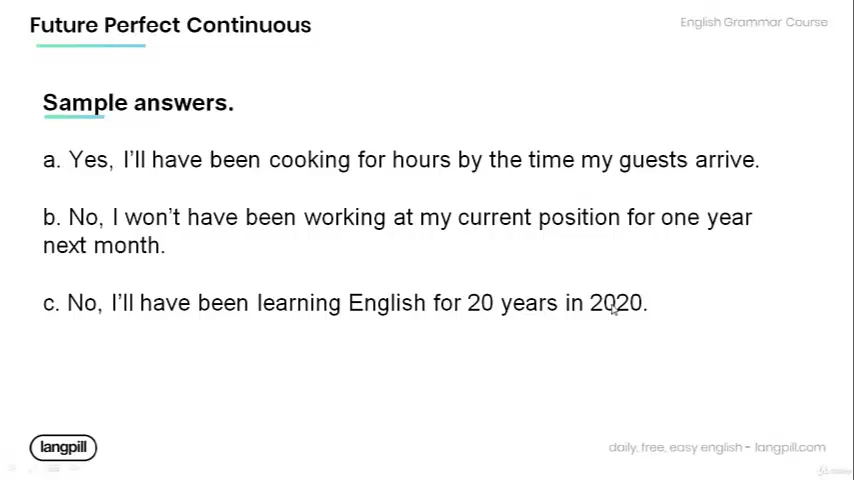 Future Perfect Continuous
English Grammar Course
Sample answers.
a. Yes, I’ll have been cooking for hours by the time my guests arrive.
b. No, I won’t have been working at my current position for one year
next month.
c. No, I’ll have been learning English for 20 years in 2020.
langpill
daily, free, easy english - langpill.com